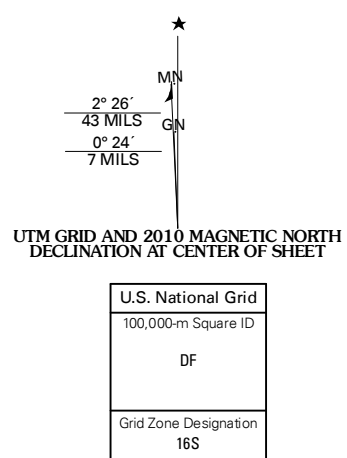 ★
MN
2° 26´
43 MILS
GN
0° 24´
7 MILS
UTM GRID AND 2010 MAGNETIC NORTH
DECLINATION AT CENTER OF SHEET
U.S. National Grid
100,000-m Square ID
DF
Grid Zone Designation
16S